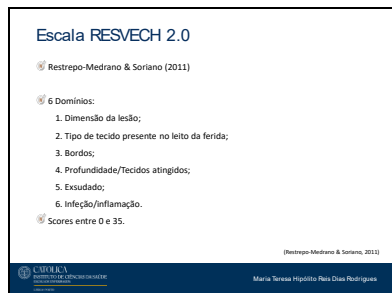 Escala RESVECH 2.0
Restrepo-Medrano & Soriano (2011)
6 Domínios:
1. Dimensão da lesão;
2. Tipo de tecido presente no leito da ferida;
3. Bordos;
4. Profundidade/Tecidos atingidos;
5. Exsudado;
6. Infeção/inflamação.
Scores entre 0 e 35.
(Restrepo-Medrano & Soriano, 2011)
CATOLICA
INSTITUTO DE CIÊNCIAS DA SAÚDE
Maria Teresa Hipólito Reis Dias Rodrigues